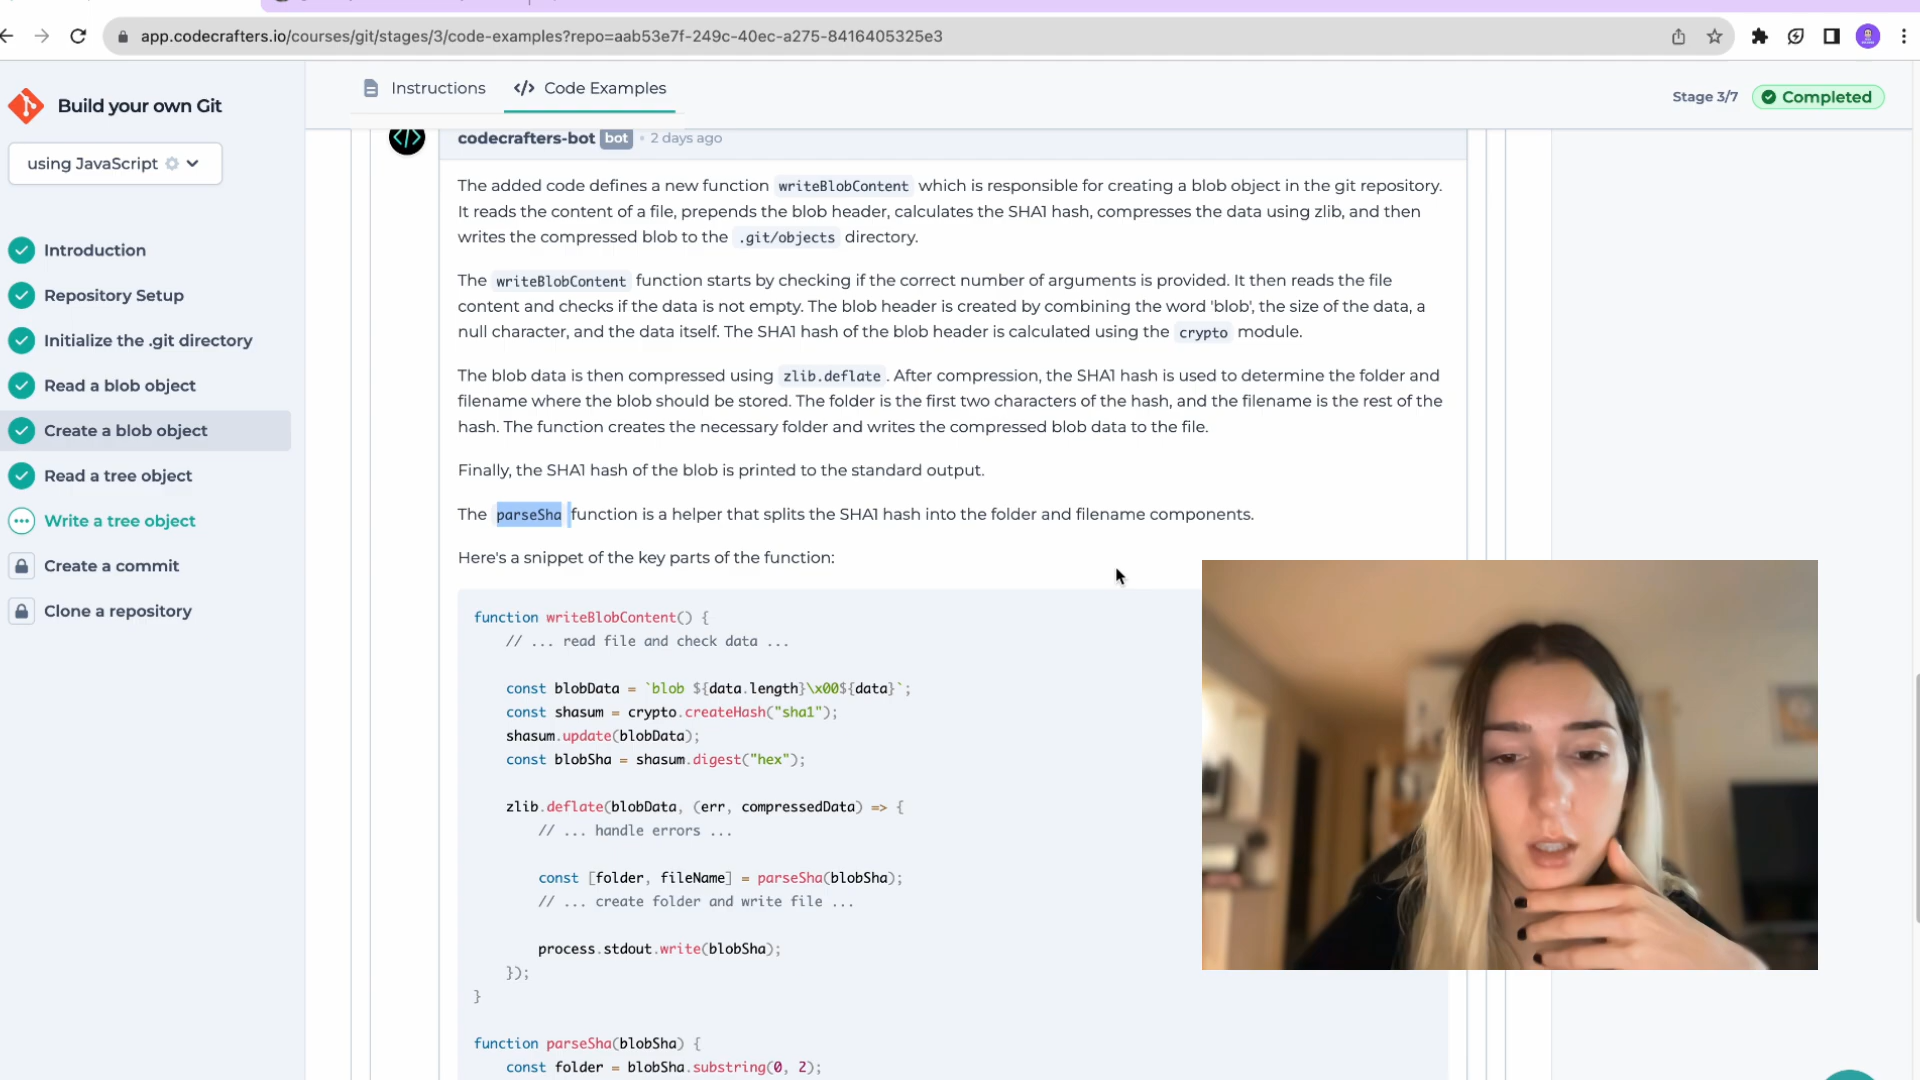 app.codecrafters.io/courses/git/stages/3/code-examples?repo=aab53e7f-249c-40ec-a275-8416405325e3
Build your own Git
using JavaScript
Introduction
Repository Setup
Initialize the .git directory
Read a blob object
Create a blob object
Read a tree object
Write a tree object
Create a commit
Clone a repository
Instructions
</> Code Examples
Stage 3/7
Completed
codecrafters-bot bot • 2 days ago
The added code defines a new function writeBlobContent which is responsible for creating a blob object in the git repository.
It reads the content of a file, prepends the blob header, calculates the SHA1 hash, compresses the data using zlib, and then
writes the compressed blob to the .git/objects directory.
The writeBlobContent function starts by checking if the correct number of arguments is provided. It then reads the file
content and checks if the data is not empty. The blob header is created by combining the word 'blob', the size of the data, a
null character, and the data itself. The SHA1 hash of the blob header is calculated using the crypto module.
The blob data is then compressed using zlib.deflate. After compression, the SHA1 hash is used to determine the folder and
filename where the blob should be stored. The folder is the first two characters of the hash, and the filename is the rest of the
hash. The function creates the necessary folder and writes the compressed blob data to the file.
Finally, the SHA1 hash of the blob is printed to the standard output.
The parseSha function is a helper that splits the SHA1 hash into the folder and filename components.
Here's a snippet of the key parts of the function:
function writeBlobContent() {
// ... read file and check data ...
const blobData = `blob ${data.length}\x00${data}`;
const shasum = crypto.createHash("sha1");
shasum.update(blobData);
const blobSha = shasum.digest("hex");
zlib.deflate(blobData, (err, compressedData) => {
// ... handle errors ...
const [folder, fileName] = parseSha(blobSha);
// ... create folder and write file ...
process.stdout.write(blobSha);
});
}
function parseSha(blobSha) {
const folder = blobSha.substring(0, 2);